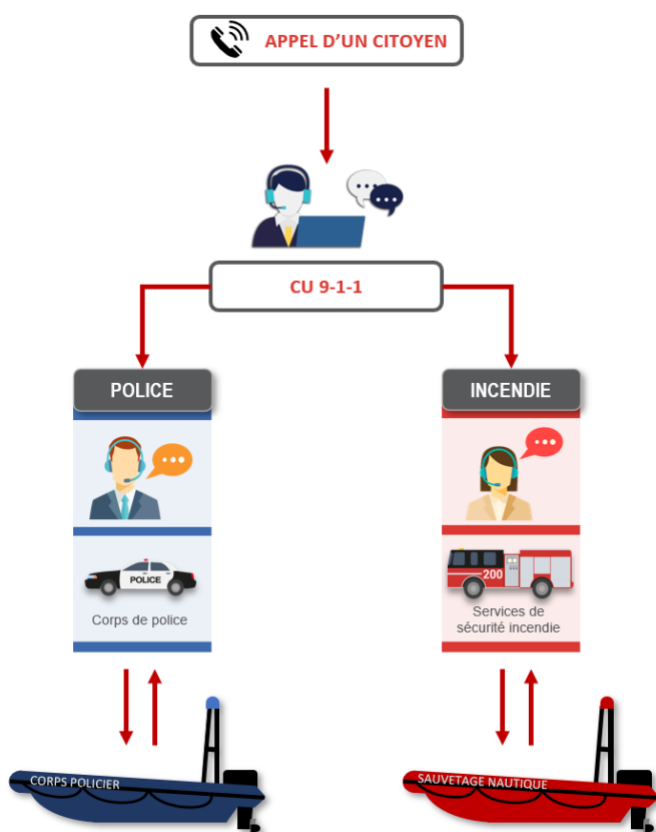 APPEL D'UN CITOYEN
CU 9-1-1
POLICE
INCENDIE
POLICE
200
Corps de police
Services de
sécurité incendie
CORPS POLICIER
SAUVETAGE NAUTIQUE